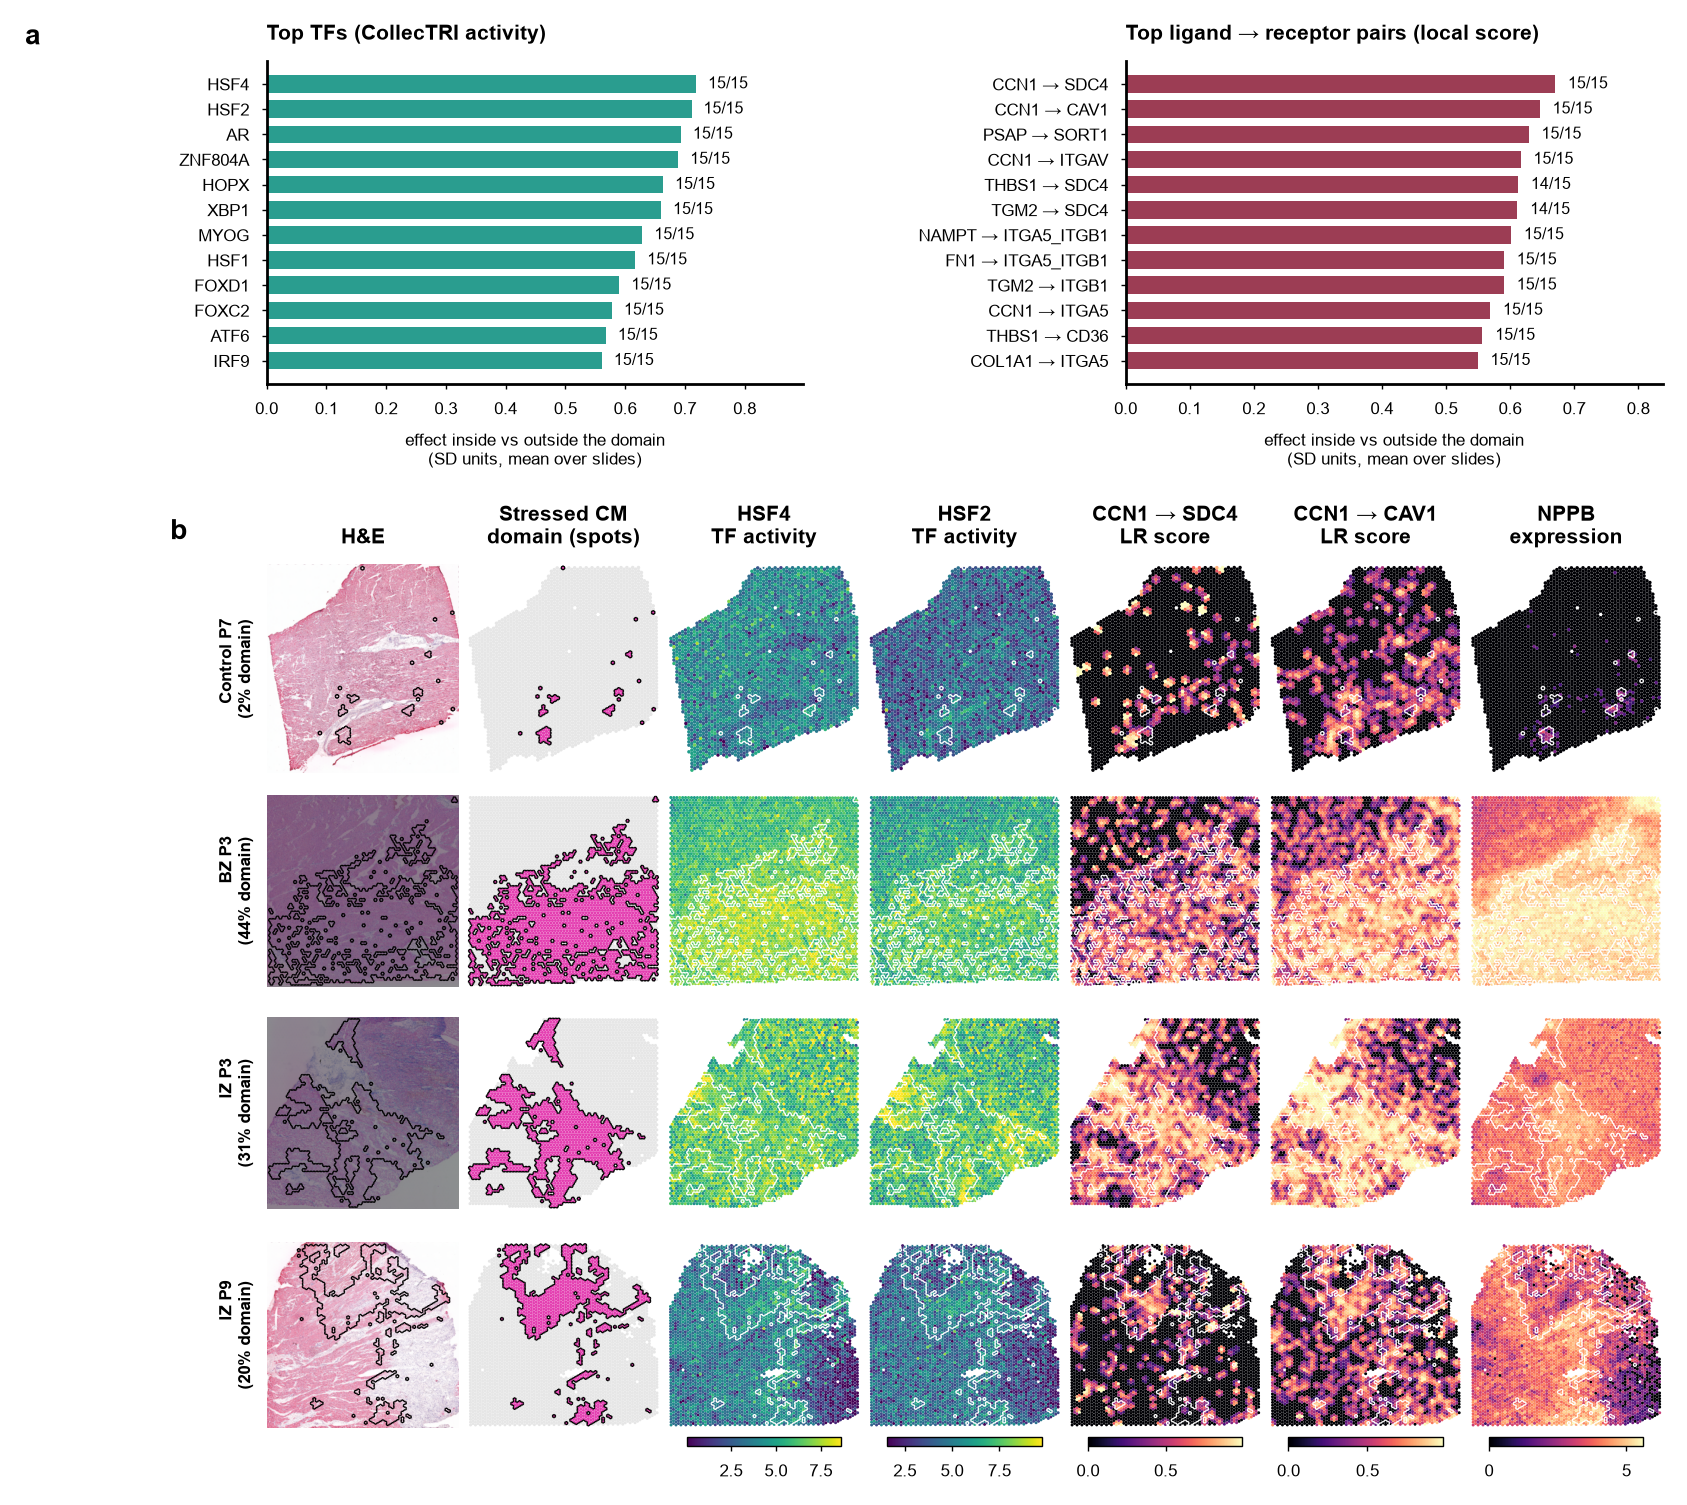 a
Top TFs (CollecTRI activity)
HSF4 15/15
HSF2 15/15
AR 15/15
ZNF804A 15/15
HOPX 15/15
XBP1 15/15
MYOG 15/15
HSF1 15/15
FOXD1 15/15
FOXC2 15/15
ATF6 15/15
IRF9 15/15
0.0 0.1 0.2 0.3 0.4 0.5 0.6 0.7 0.8
effect inside vs outside the domain
(SD units, mean over slides)
Top ligand → receptor pairs (local score)
CCN1 → SDC4 15/15
CCN1 → CAV1 15/15
PSAP → SORT1 15/15
CCN1 → ITGAV 15/15
THBS1 → SDC4 14/15
TGM2 → SDC4 14/15
NAMPT → ITGA5_ITGB1 15/15
FN1 → ITGA5_ITGB1 15/15
TGM2 → ITGB1 15/15
CCN1 → ITGA5 15/15
THBS1 → CD36 15/15
COL1A1 → ITGA5 15/15
0.0 0.1 0.2 0.3 0.4 0.5 0.6 0.7 0.8
effect inside vs outside the domain
(SD units, mean over slides)
b
H&E
Stressed CM
domain (spots)
HSF4
TF activity
HSF2
TF activity
CCN1 → SDC4
LR score
CCN1 → CAV1
LR score
NPPB
expression
Control P7
(2% domain)
BZ P3
(44% domain)
IZ P3
(31% domain)
IZ P9
(20% domain)
2.5 5.0 7.5
2.5 5.0 7.5
0.0 0.5
0.0 0.5
0 5